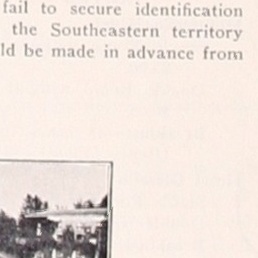 fail to secure identification
the Southeastern territory
ld be made in advance from